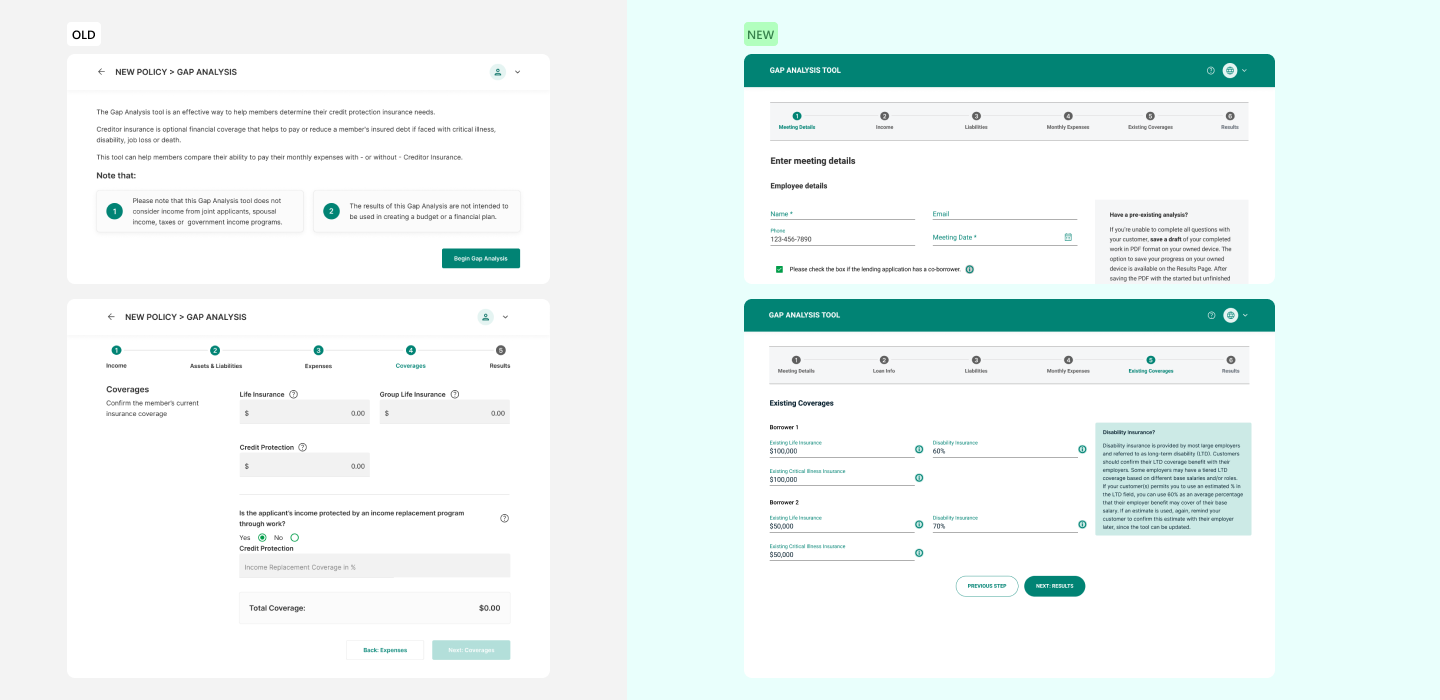 OLD
NEW POLICY > GAP ANALYSIS
The Gap Analysis tool is an effective way to help members determine their credit protection insurance needs.
Creditor insurance is optional financial coverage that helps to pay or reduce a member's insured debt if faced with critical illness,
disability, job loss or death.
This tool can help members compare their ability to pay their monthly expenses with - or without - Creditor Insurance.
Note that:
1
Please note that this Gap Analysis tool does not
consider income from joint applicants, spousal
income, taxes or government income programs.
2
The results of this Gap Analysis are not intended to
be used in creating a budget or a financial plan.
Begin Gap Analysis
NEW POLICY > GAP ANALYSIS
1 2 3 4 5
Income Assets & Liabilities Expenses Coverages Results
Coverages
Confirm the member's current
insurance coverage
Life Insurance ? Group Life Insurance ?
$ 0.00 $ 0.00
Credit Protection ?
$ 0.00
Is the applicant's income protected by an income replacement program
through work?
?
Yes No
Credit Protection
Income Replacement Coverage in %
Total Coverage: $0.00
Back: Expenses Next: Coverages
NEW
GAP ANALYSIS TOOL ?
1 2 3 4 5 6
Meeting Details Income Liabilities Monthly Expenses Existing Coverages Results
Enter meeting details
Employee details
Name * Email
Phone
123-456-7890 Meeting Date *
Please check the box if the lending application has a co-borrower.
Have a pre-existing analysis?
If you're unable to complete all questions with
your customer, save a draft of your completed
work in PDF format on your owned device. The
option to save your progress on your owned
device is available on the Results Page. After
saving the PDF with the started but unfinished
GAP ANALYSIS TOOL ?
1 2 3 4 5 6
Meeting Details Loan Info Liabilities Monthly Expenses Existing Coverages Results
Existing Coverages
Borrower 1
Existing Life Insurance Disability Insurance
$100,000 60%
Existing Critical Illness Insurance
$100,000
Borrower 2
Existing Life Insurance Disability Insurance
$50,000 70%
Existing Critical Illness Insurance
$50,000
Disability insurance?
Disability insurance is provided by most large employers
and referred to as long-term disability (LTD). Customers
should confirm their LTD coverage benefit with their
employers. Some employers may have a tiered LTD
coverage based on different base salaries and/or roles.
If your customer(s) permits you to use an estimated % in
the LTD field, you can use 60% as an average percentage
that their employer benefit may cover of their base
salary. If an estimate is used, again, remind your
customer to confirm this estimate with their employer
later, since the tool can be updated.
PREVIOUS STEP NEXT: RESULTS